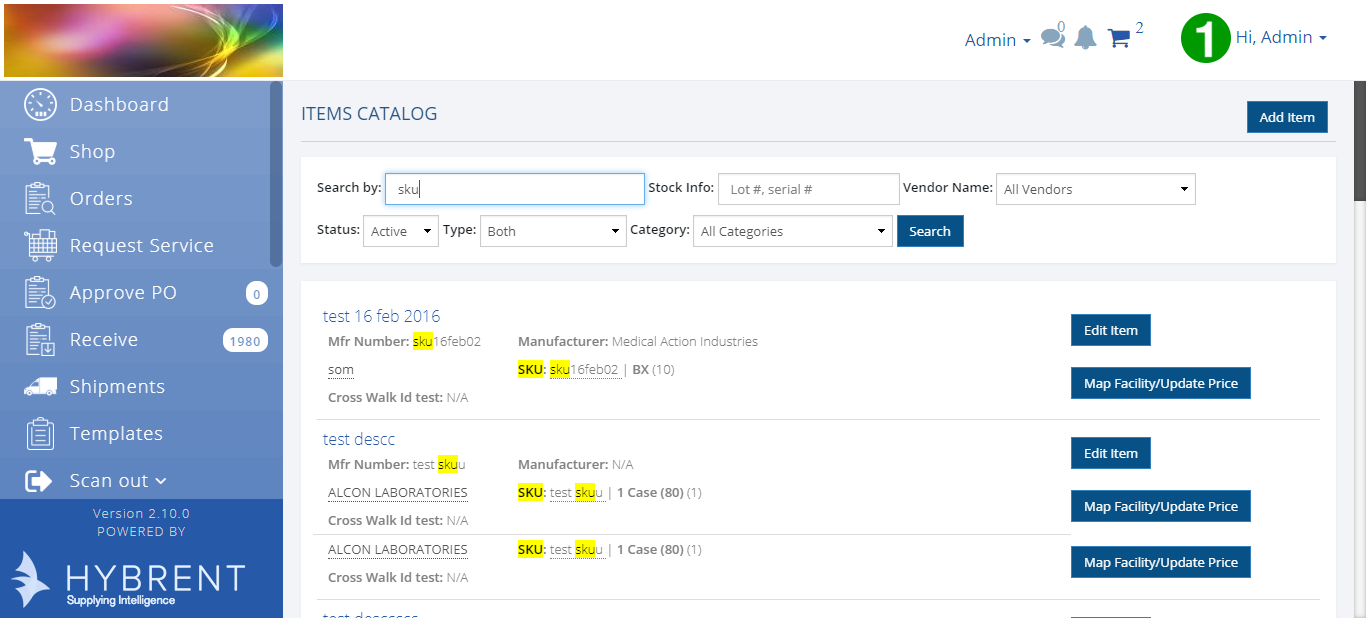 Admin 0 2 1 Hi, Admin
Dashboard
Shop
Orders
Request Service
Approve PO 0
Receive 1980
Shipments
Templates
Scan out
Version 2.10.0
POWERED BY
HYBRENT
Supplying Intelligence
ITEMS CATALOG Add Item
Search by: sku Stock Info: Lot #, serial # Vendor Name: All Vendors
Status: Active Type: Both Category: All Categories Search
test 16 feb 2016 Edit Item
Mfr Number: sku16feb02 Manufacturer: Medical Action Industries
som SKU: sku16feb02 | BX (10) Map Facility/Update Price
Cross Walk Id test: N/A
test descc Edit Item
Mfr Number: test skuu Manufacturer: N/A
ALCON LABORATORIES SKU: test skuu | 1 Case (80) (1) Map Facility/Update Price
Cross Walk Id test: N/A
ALCON LABORATORIES SKU: test skuu | 1 Case (80) (1) Map Facility/Update Price
Cross Walk Id test: N/A